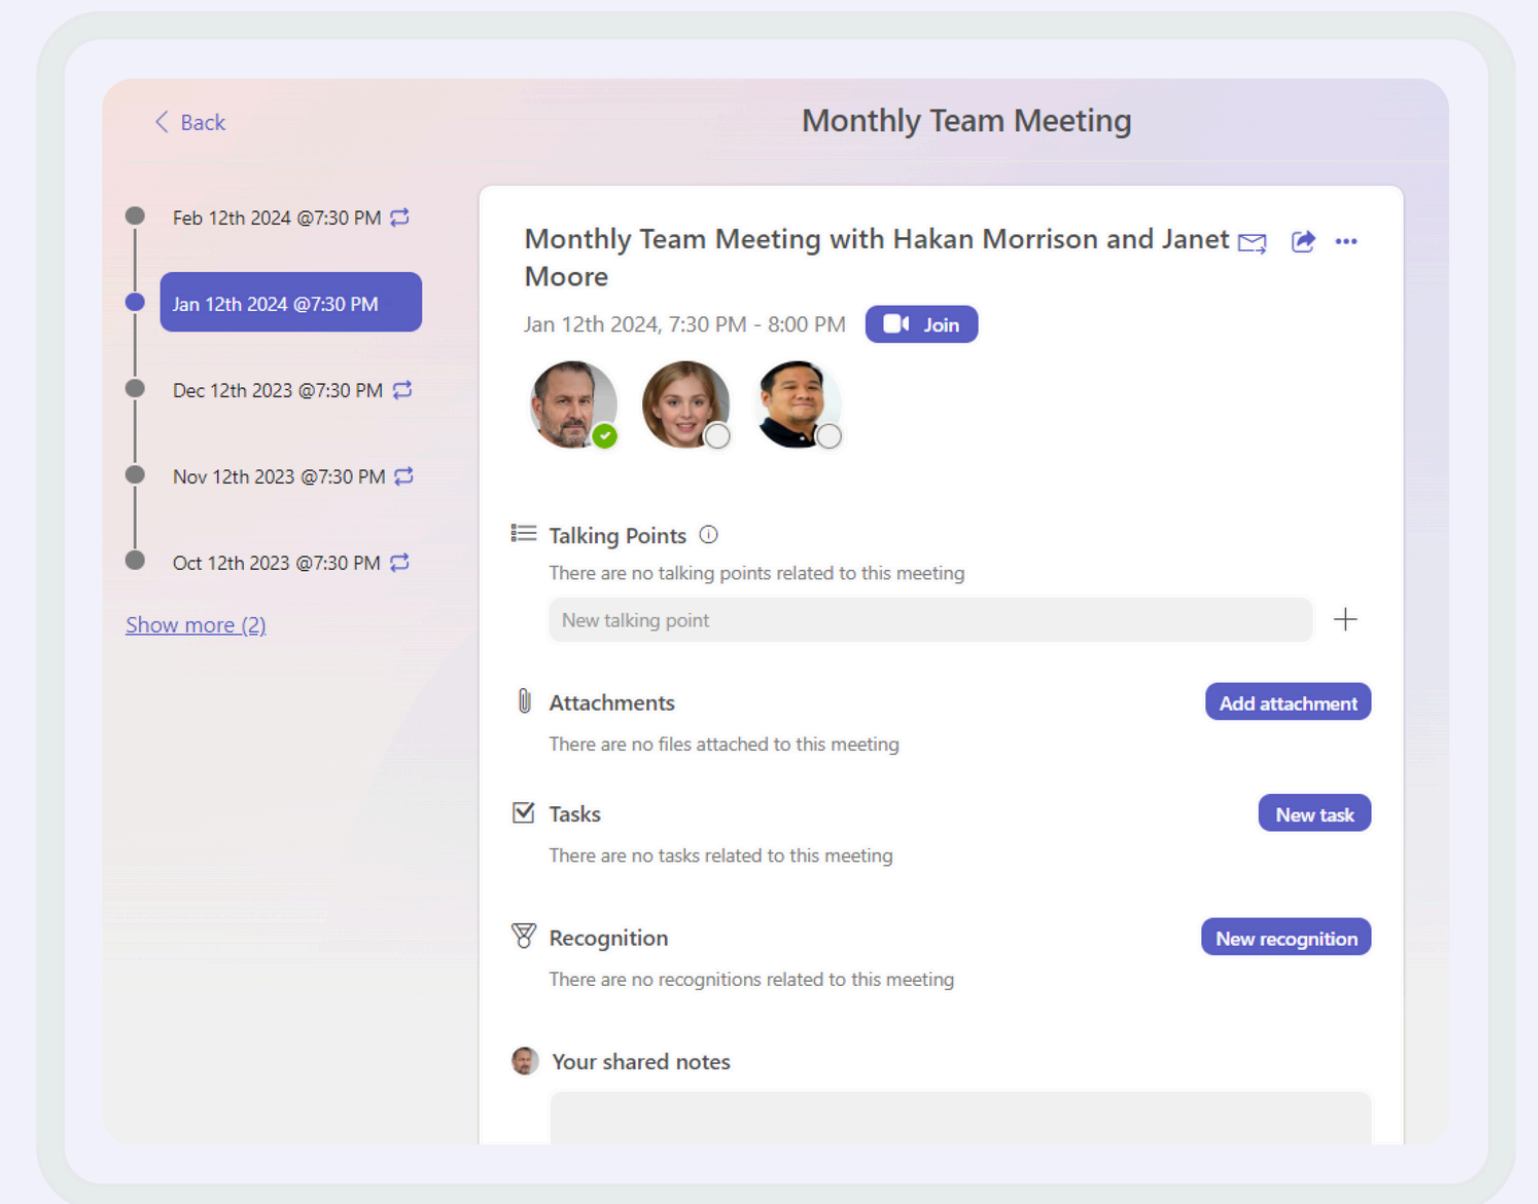 Back
Monthly Team Meeting
Feb 12th 2024 @7:30 PM
Jan 12th 2024 @7:30 PM
Dec 12th 2023 @7:30 PM
Nov 12th 2023 @7:30 PM
Oct 12th 2023 @7:30 PM
Show more (2)
Monthly Team Meeting with Hakan Morrison and Janet
Moore
Jan 12th 2024, 7:30 PM - 8:00 PM
Join
Talking Points
There are no talking points related to this meeting
New talking point
Attachments
Add attachment
There are no files attached to this meeting
Tasks
New task
There are no tasks related to this meeting
Recognition
New recognition
There are no recognitions related to this meeting
Your shared notes